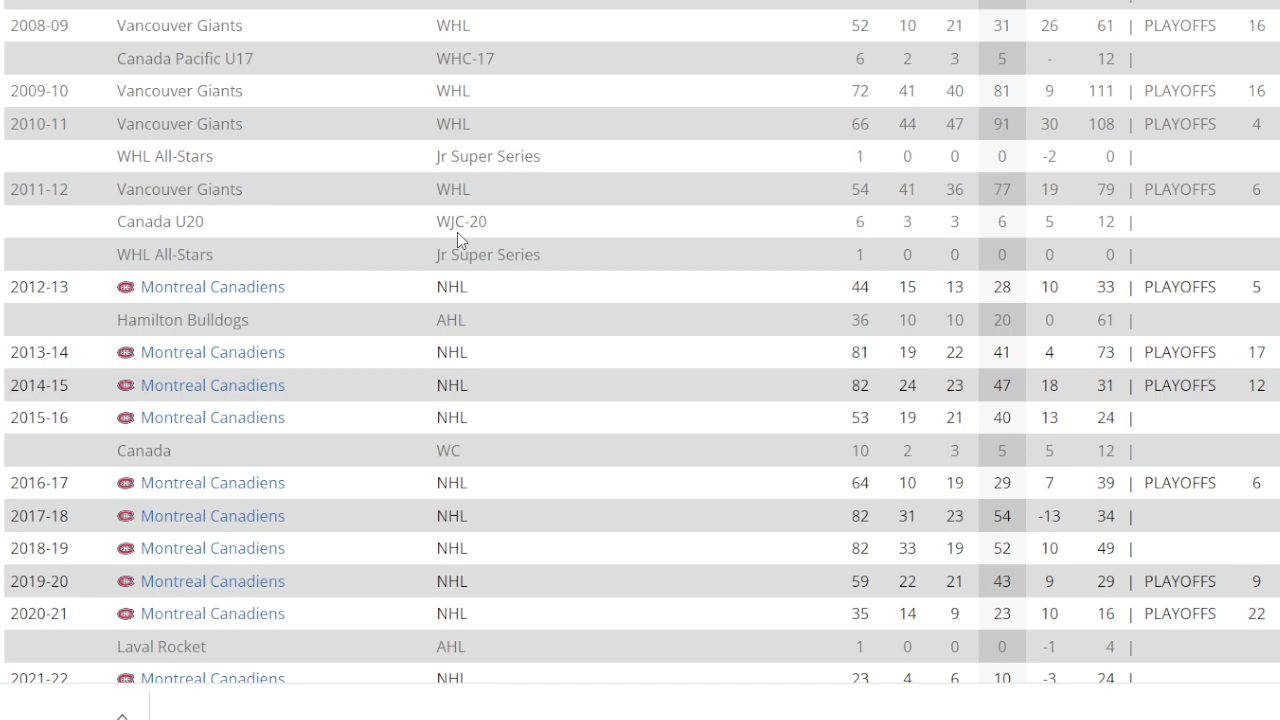 2008-09 Vancouver Giants WHL 52 10 21 31 26 61 | PLAYOFFS 16
Canada Pacific U17 WHC-17 6 2 3 5 - 12 |
2009-10 Vancouver Giants WHL 72 41 40 81 9 111 | PLAYOFFS 16
2010-11 Vancouver Giants WHL 66 44 47 91 30 108 | PLAYOFFS 4
WHL All-Stars Jr Super Series 1 0 0 0 -2 0 |
2011-12 Vancouver Giants WHL 54 41 36 77 19 79 | PLAYOFFS 6
Canada U20 WJC-20 6 3 3 6 5 12 |
WHL All-Stars Jr Super Series 1 0 0 0 0 0 |
2012-13 Montreal Canadiens NHL 44 15 13 28 10 33 | PLAYOFFS 5
Hamilton Bulldogs AHL 36 10 10 20 0 61 |
2013-14 Montreal Canadiens NHL 81 19 22 41 4 73 | PLAYOFFS 17
2014-15 Montreal Canadiens NHL 82 24 23 47 18 31 | PLAYOFFS 12
2015-16 Montreal Canadiens NHL 53 19 21 40 13 24 |
Canada WC 10 2 3 5 5 12 |
2016-17 Montreal Canadiens NHL 64 10 19 29 7 39 | PLAYOFFS 6
2017-18 Montreal Canadiens NHL 82 31 23 54 -13 34 |
2018-19 Montreal Canadiens NHL 82 33 19 52 10 49 |
2019-20 Montreal Canadiens NHL 59 22 21 43 9 29 | PLAYOFFS 9
2020-21 Montreal Canadiens NHL 35 14 9 23 10 16 | PLAYOFFS 22
Laval Rocket AHL 1 0 0 0 -1 4 |
2021-22 Montreal Canadiens NHL 23 4 6 10 -3 24 |